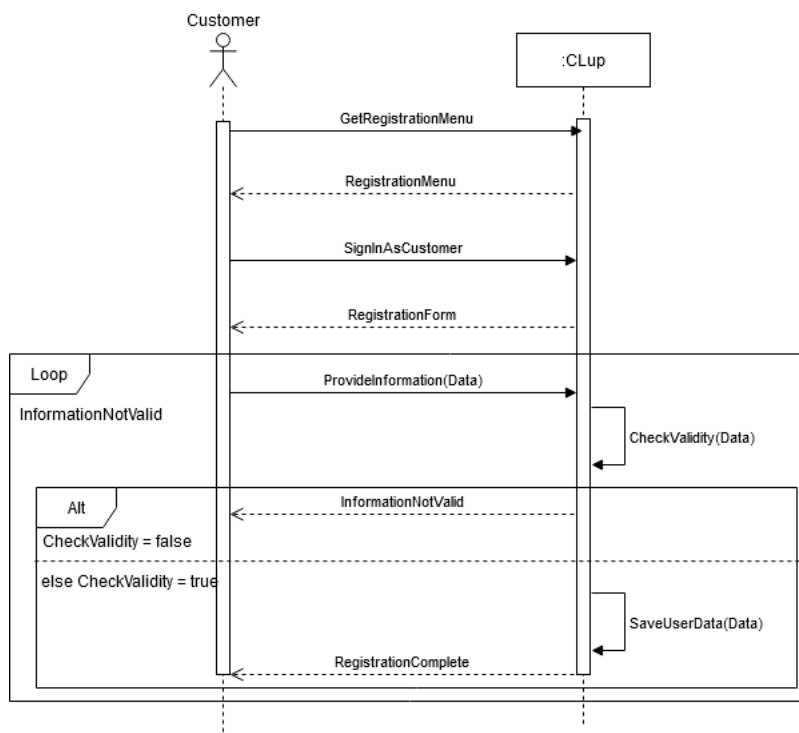 Customer
:CLup
GetRegistrationMenu
RegistrationMenu
SignInAsCustomer
RegistrationForm
Loop
ProvideInformation(Data)
InformationNotValid
CheckValidity(Data)
Alt
InformationNotValid
CheckValidity = false
else CheckValidity = true
SaveUserData(Data)
RegistrationComplete